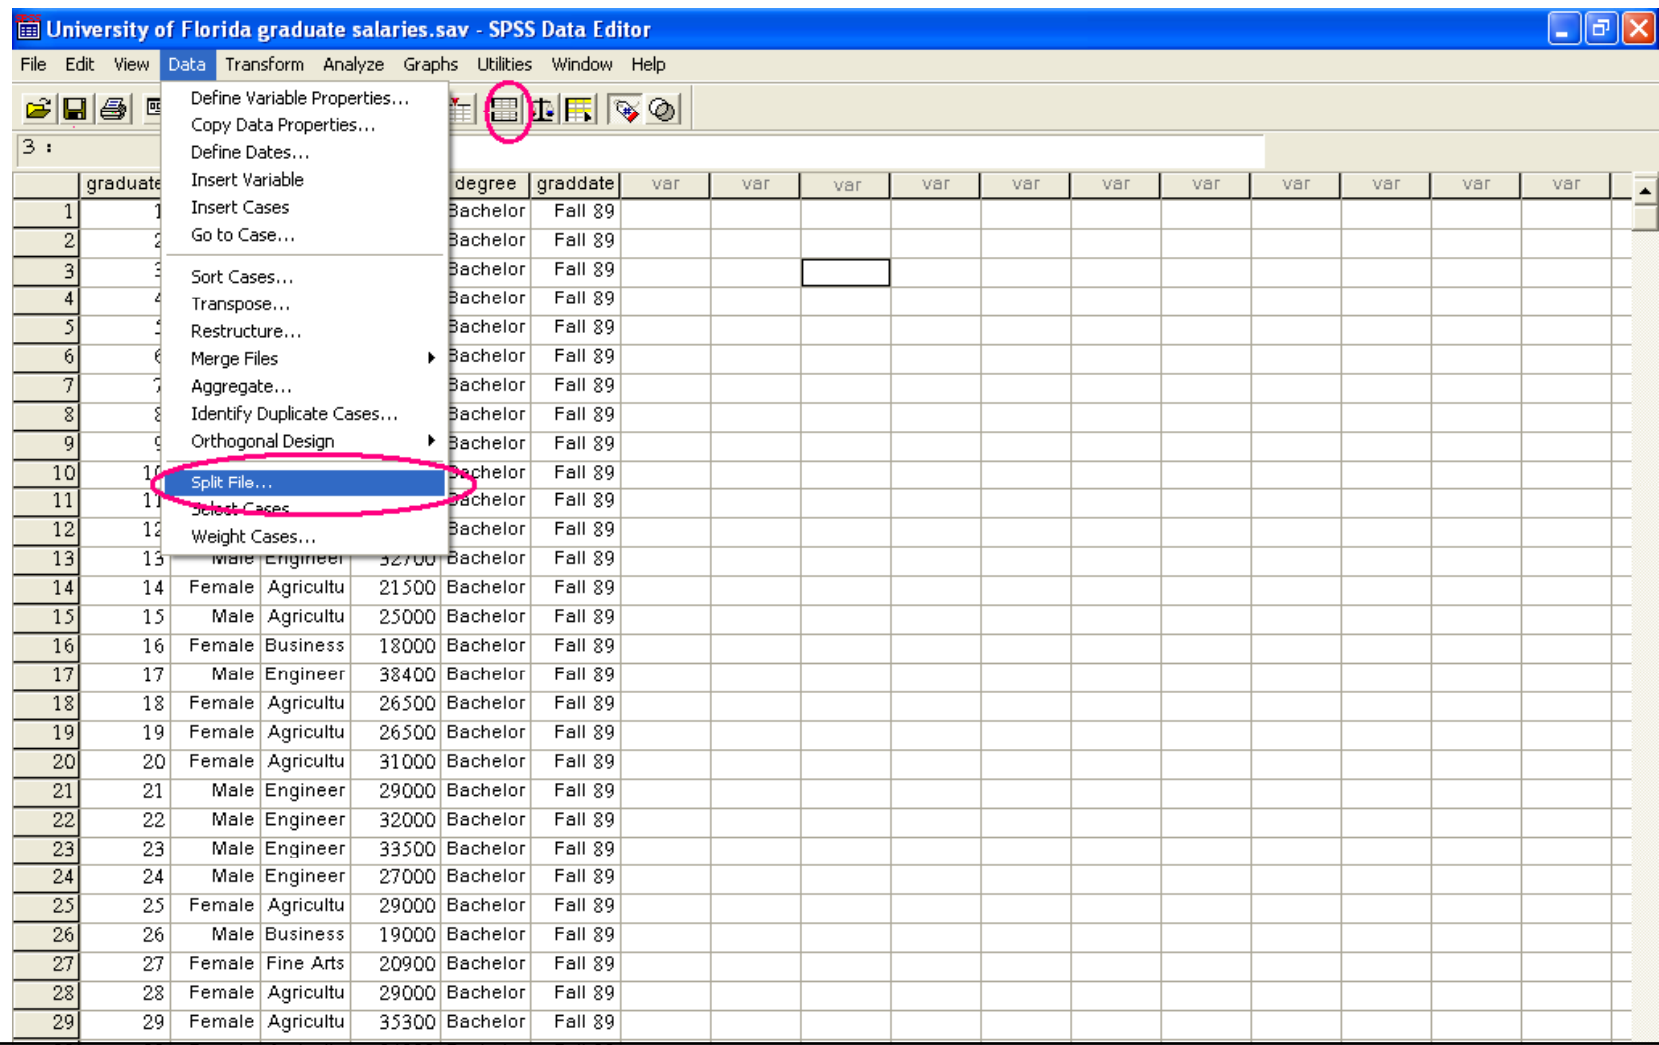 University of Florida graduate salaries.sav - SPSS Data Editor
File Edit View Data Transform Analyze Graphs Utilities Window Help
Define Variable Properties...
Copy Data Properties...
3 :
Define Dates...
Insert Variable
Insert Cases
Go to Case...
Sort Cases...
Transpose...
Restructure...
Merge Files
Aggregate...
Identify Duplicate Cases...
Orthogonal Design
Split File...
Select Cases
Weight Cases...
graduate degree graddate var var var var var var var var var var var
1 Bachelor Fall 89
2 Bachelor Fall 89
3 Bachelor Fall 89
4 Bachelor Fall 89
5 Bachelor Fall 89
6 Bachelor Fall 89
7 Bachelor Fall 89
8 Bachelor Fall 89
9 Bachelor Fall 89
10 Bachelor Fall 89
11 11 Bachelor Fall 89
12 12 Bachelor Fall 89
13 13 Male Engineer 32700 Bachelor Fall 89
14 14 Female Agricultu 21500 Bachelor Fall 89
15 15 Male Agricultu 25000 Bachelor Fall 89
16 16 Female Business 18000 Bachelor Fall 89
17 17 Male Engineer 38400 Bachelor Fall 89
18 18 Female Agricultu 26500 Bachelor Fall 89
19 19 Female Agricultu 26500 Bachelor Fall 89
20 20 Female Agricultu 31000 Bachelor Fall 89
21 21 Male Engineer 29000 Bachelor Fall 89
22 22 Male Engineer 32000 Bachelor Fall 89
23 23 Male Engineer 33500 Bachelor Fall 89
24 24 Male Engineer 27000 Bachelor Fall 89
25 25 Female Agricultu 29000 Bachelor Fall 89
26 26 Male Business 19000 Bachelor Fall 89
27 27 Female Fine Arts 20900 Bachelor Fall 89
28 28 Female Agricultu 29000 Bachelor Fall 89
29 29 Female Agricultu 35300 Bachelor Fall 89